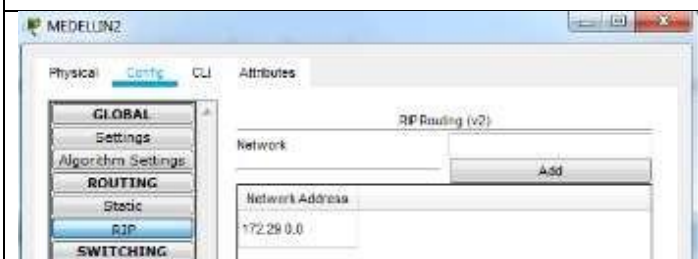 MEDELLIN2
Physical Config CLI Attributes
GLOBAL
Settings
Algorithm Settings
ROUTING
Static
RIP
SWITCHING
RIP Routing (v2)
Network
Add
Network Address
172.29.0.0